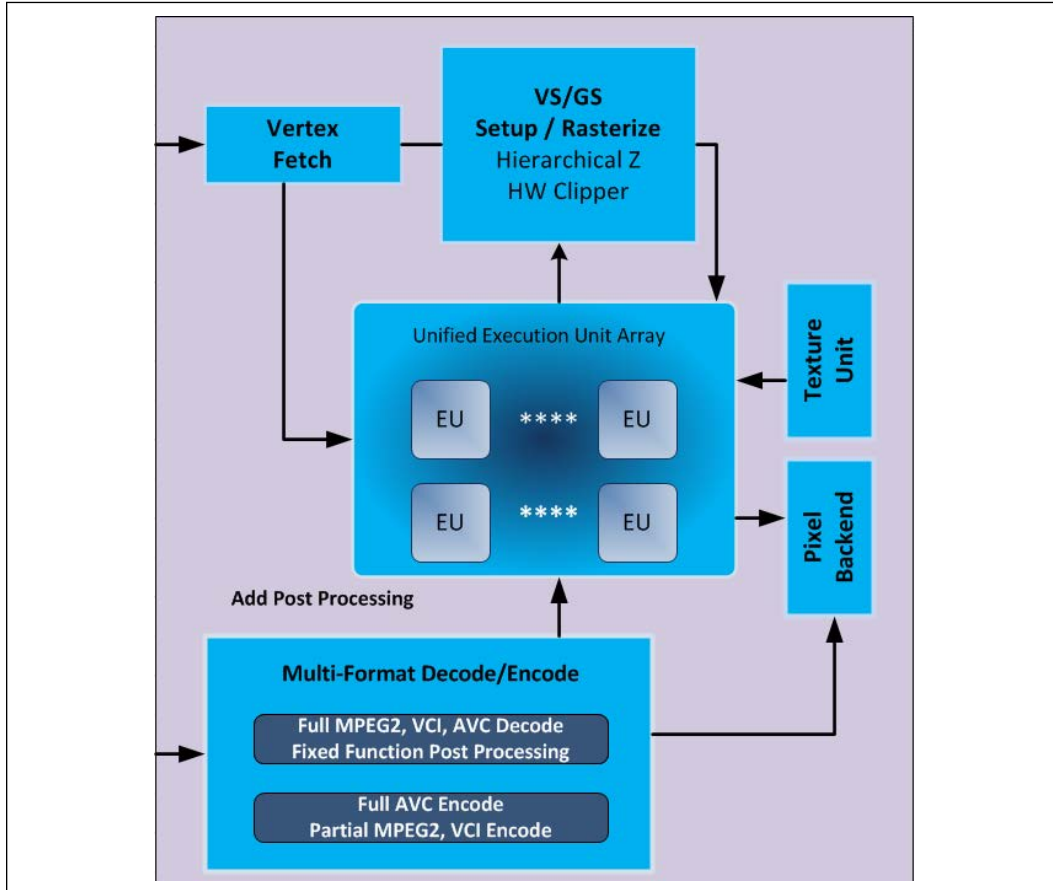 Vertex
Fetch
VS/GS
Setup / Rasterize
Hierarchical Z
HW Clipper
Unified Execution Unit Array
EU
****
EU
EU
****
EU
Texture
Unit
Pixel
Backend
Add Post Processing
Multi-Format Decode/Encode
Full MPEG2, VCI, AVC Decode
Fixed Function Post Processing
Full AVC Encode
Partial MPEG2, VCI Encode